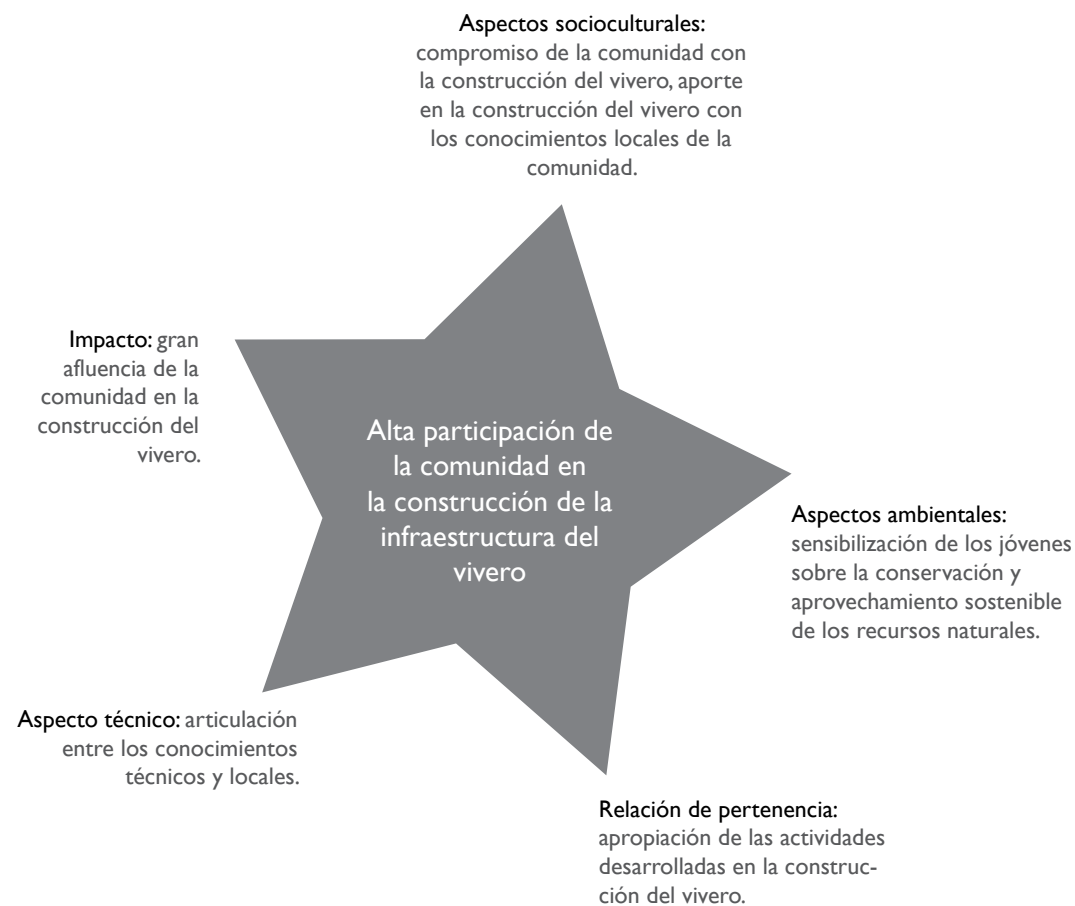 Aspectos socioculturales:
compromiso de la comunidad con
la construcción del vivero, aporte
en la construcción del vivero con
los conocimientos locales de la
comunidad.
Impacto: gran
afluencia de la
comunidad en la
construcción del
vivero.
Alta participación de
la comunidad en
la construcción de la
infraestructura del
vivero
Aspectos ambientales:
sensibilización de los jóvenes
sobre la conservación y
aprovechamiento sostenible
de los recursos naturales.
Aspecto técnico: articulación
entre los conocimientos
técnicos y locales.
Relación de pertenencia:
apropiación de las actividades
desarrolladas en la construc-
ción del vivero.